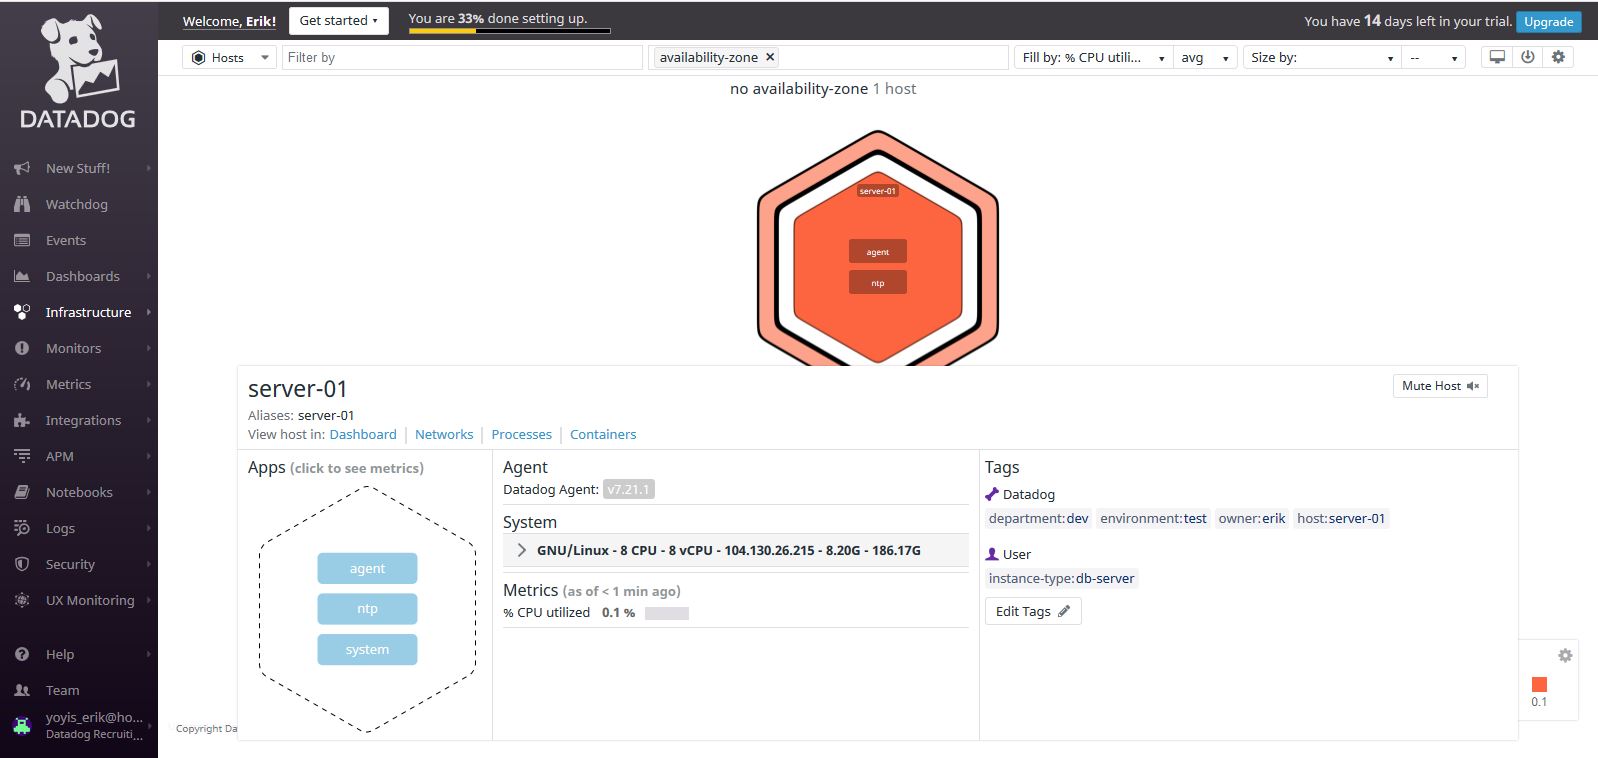 DATADOG
New Stuff!
Watchdog
Events
Dashboards
Infrastructure
Monitors
Metrics
Integrations
APM
Notebooks
Logs
Security
UX Monitoring
Help
Team
yoyis_erik@ho...
Datadog Recruiti...
Welcome, Erik!
Get started
You are 33% done setting up.
You have 14 days left in your trial.
Upgrade
Hosts
Filter by
availability-zone ×
Fill by: % CPU utili...
avg
Size by:
--
no availability-zone 1 host
server-01
agent
ntp
server-01
Mute Host
Aliases: server-01
View host in: Dashboard | Networks | Processes | Containers
Apps (click to see metrics)
agent
ntp
system
Agent
Datadog Agent: v7.21.1
System
GNU/Linux - 8 CPU - 8 vCPU - 104.130.26.215 - 8.20G - 186.17G
Metrics (as of < 1 min ago)
% CPU utilized 0.1 %
Tags
Datadog
department:dev environment:test owner:erik host:server-01
User
instance-type:db-server
Edit Tags
0.1
Copyright Da